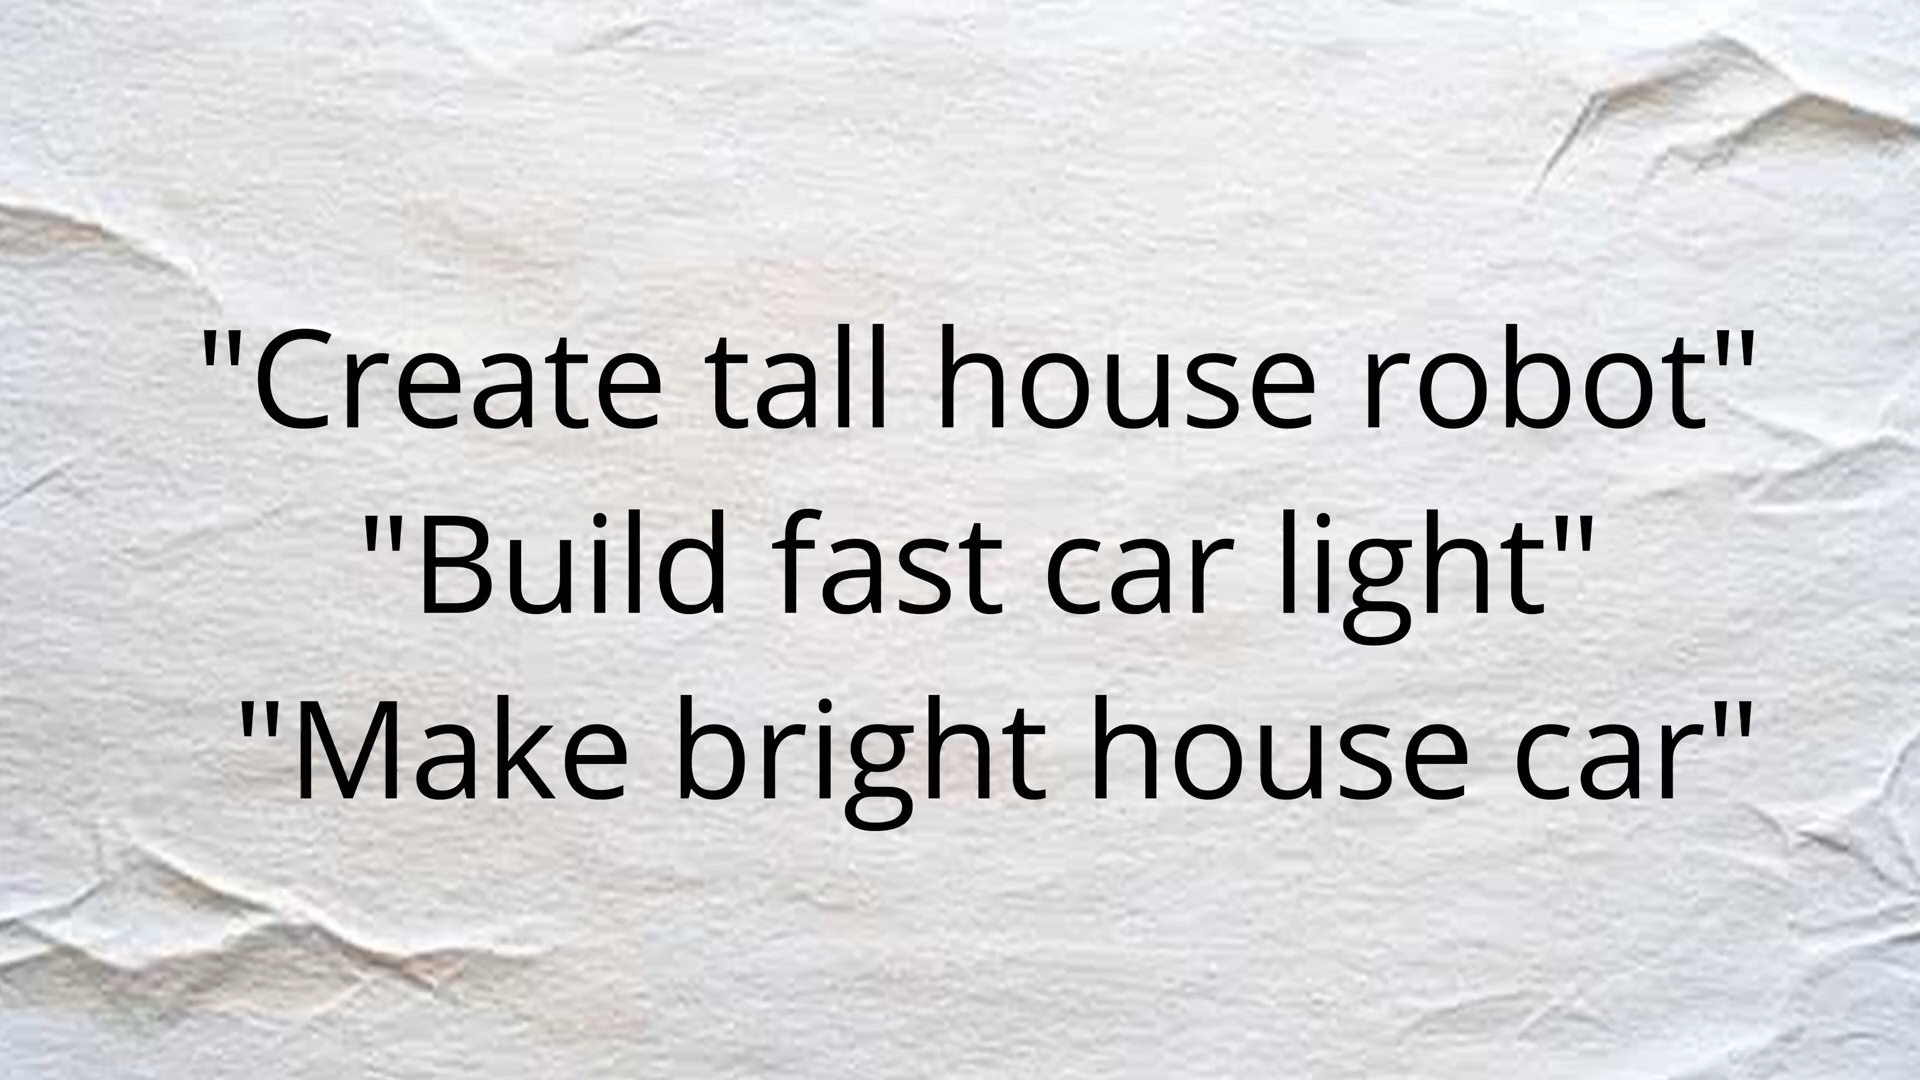 "Create tall house robot"
"Build fast car light"
"Make bright house car"